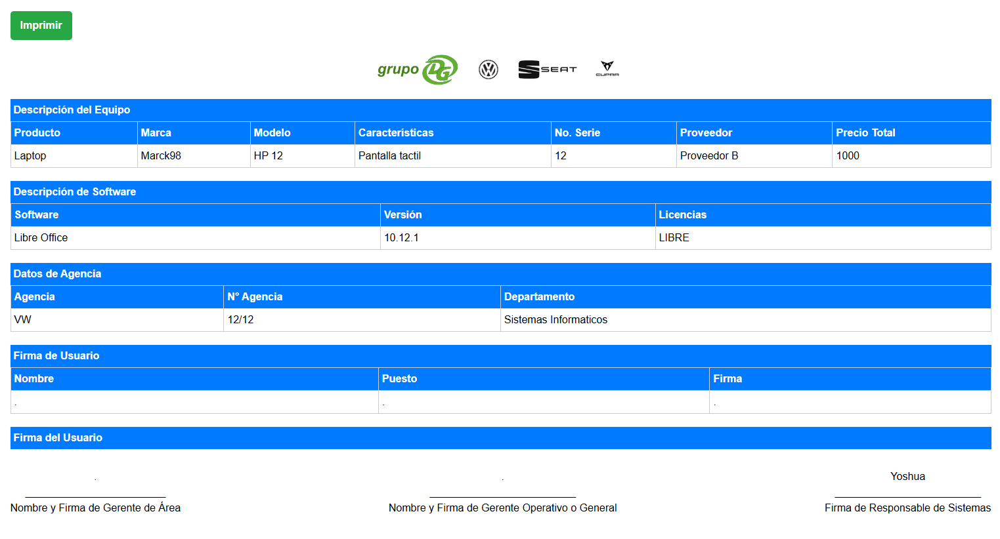 Imprimir
grupo DG SEAT CUPRA
Descripción del Equipo
Producto Marca Modelo Características No. Serie Proveedor Precio Total
Laptop Marck98 HP 12 Pantalla tactil 12 Proveedor B 1000
Descripción de Software
Software Versión Licencias
Libre Office 10.12.1 LIBRE
Datos de Agencia
Agencia N° Agencia Departamento
VW 12/12 Sistemas Informaticos
Firma de Usuario
Nombre Puesto Firma
. . .
Firma del Usuario
. . Yoshua
Nombre y Firma de Gerente de Área Nombre y Firma de Gerente Operativo o General Firma de Responsable de Sistemas